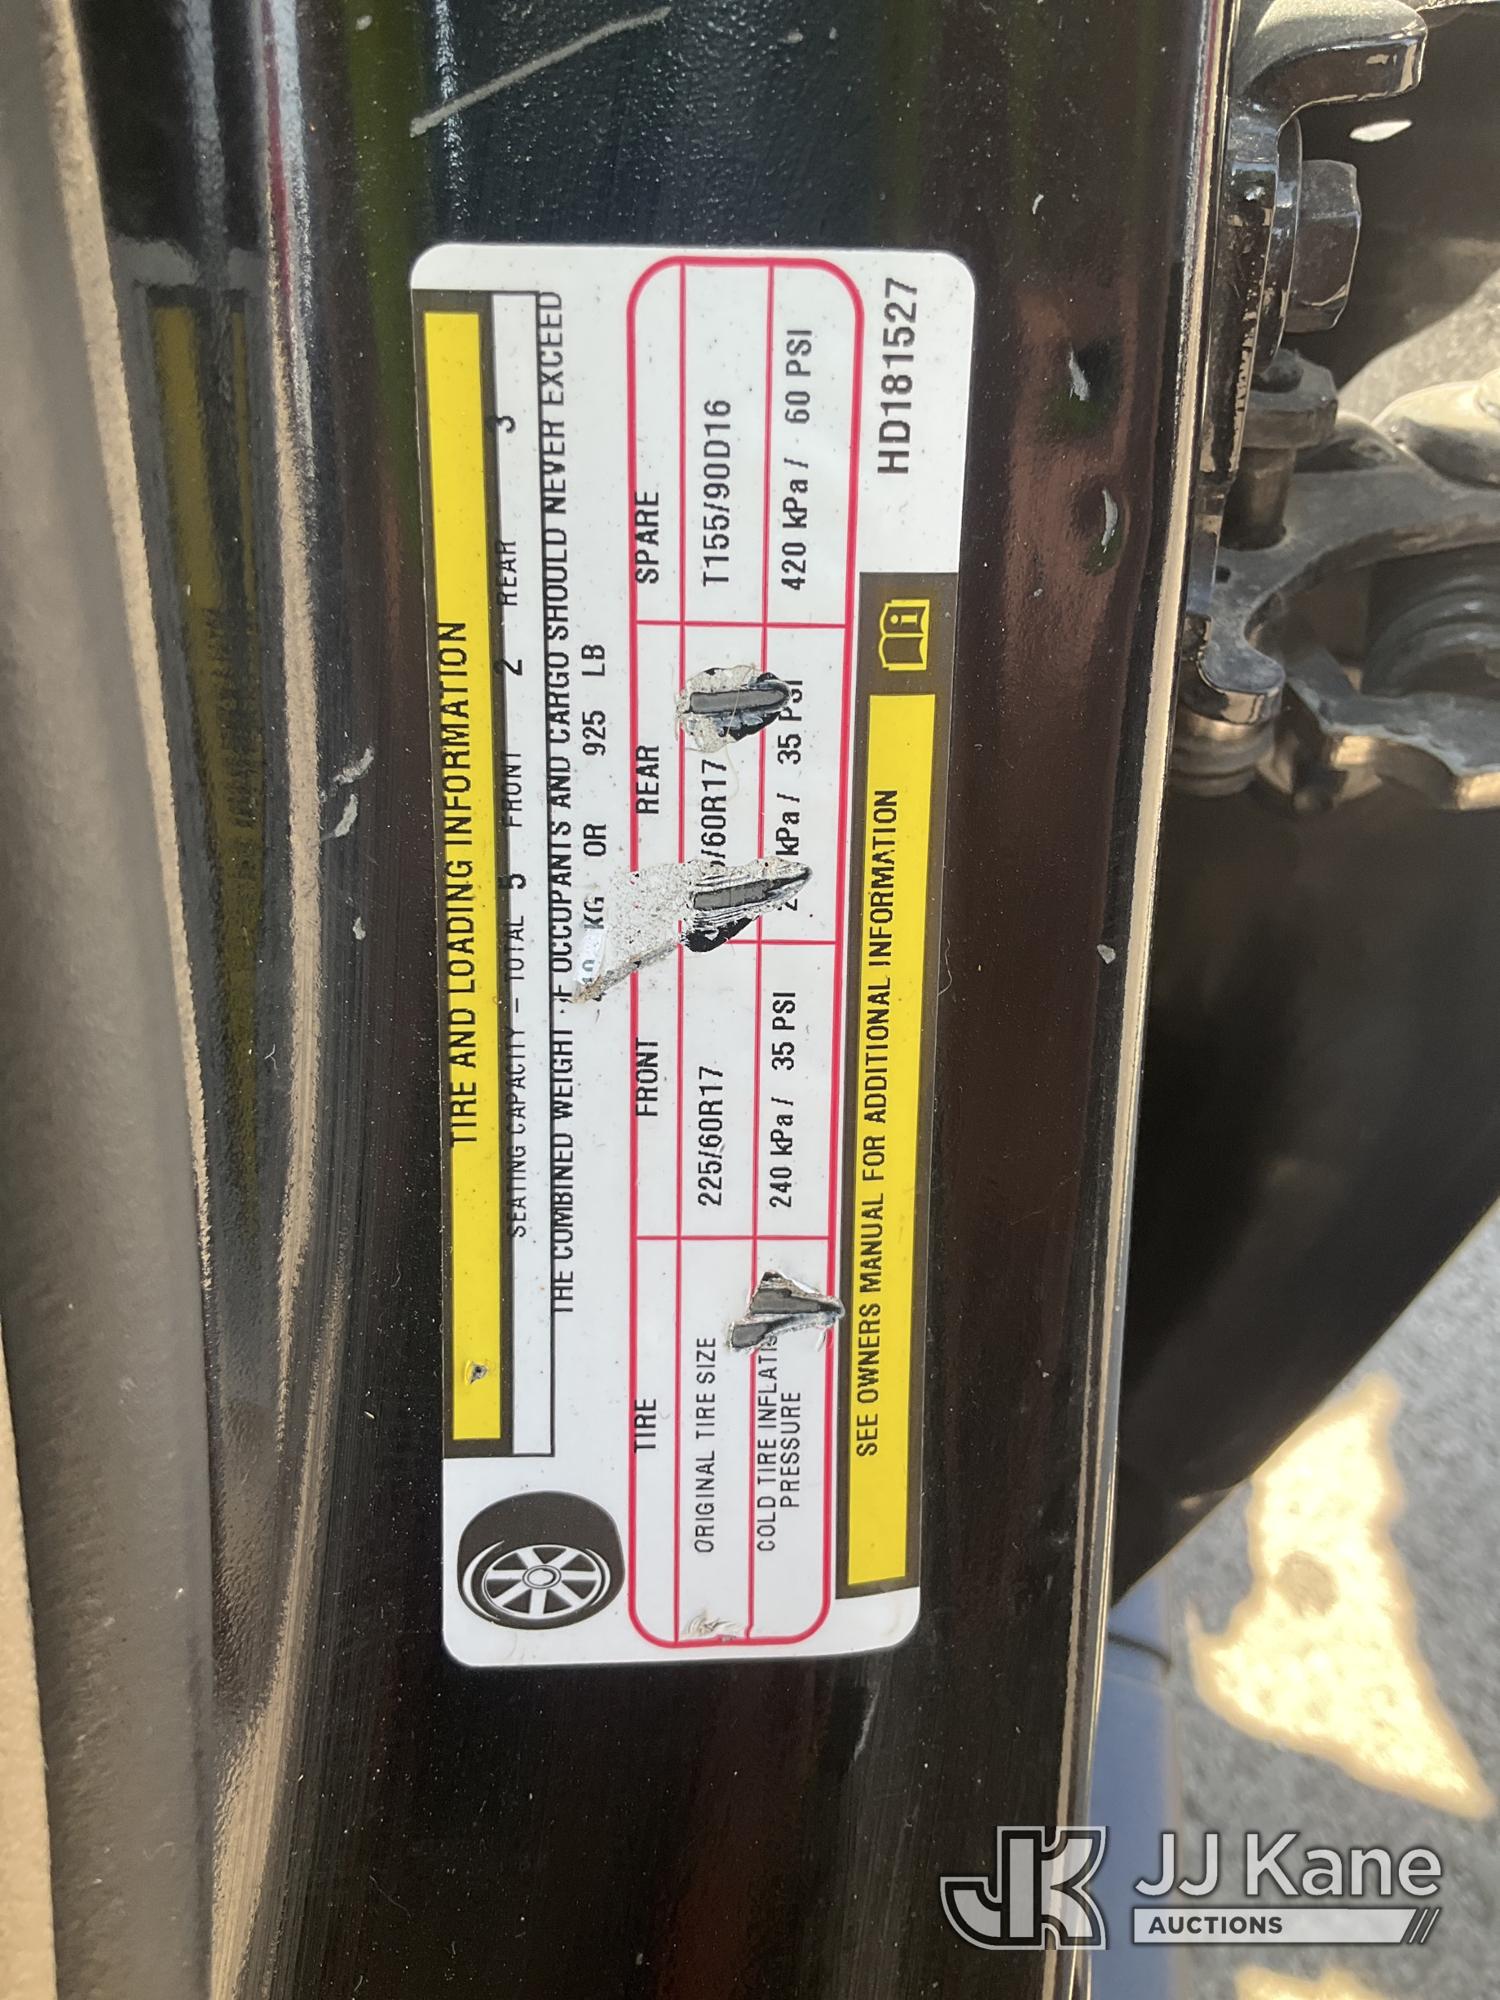 TIRE AND LOADING INFORMATION
SEATING CAPACITY – TOTAL 5 FRONT 2 REAR 3
THE COMBINED WEIGHT OF OCCUPANTS AND CARGO SHOULD NEVER EXCEED
KG OR 925 LB
TIRE FRONT REAR SPARE
ORIGINAL TIRE SIZE 225/60R17 /60R17 T155/90D16
COLD TIRE INFLATIO
PRESSURE 240 kPa / 35 PSI kPa / 35 PSI 420 kPa / 60 PSI
SEE OWNERS MANUAL FOR ADDITIONAL INFORMATION
HD181527
JK JJ Kane
AUCTIONS